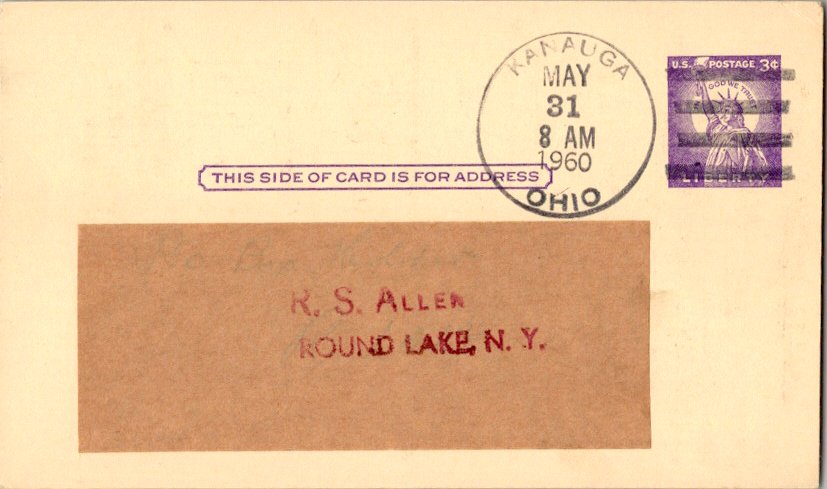 KANAUGA
MAY
31
8 AM
1960
OHIO
U.S. POSTAGE 3¢
IN GOD WE TRUST
LIBERTY
THIS SIDE OF CARD IS FOR ADDRESS
R. S. ALLEN
ROUND LAKE, N. Y.